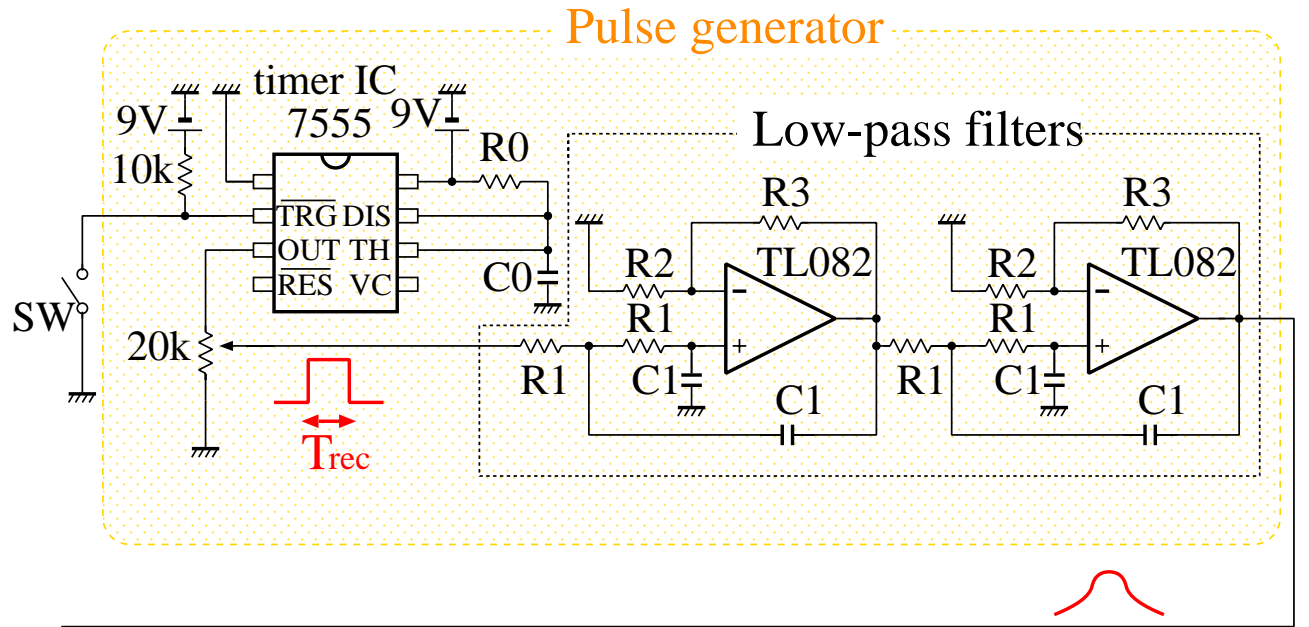 Pulse generator
timer IC
7555
9V
9V
10k
R0
Low-pass filters
TRG DIS
OUT TH
RES VC
C0
SW
20k
R3
TL082
R2
R1
R1
C1
C1
R3
TL082
R2
R1
R1
C1
C1
Trec